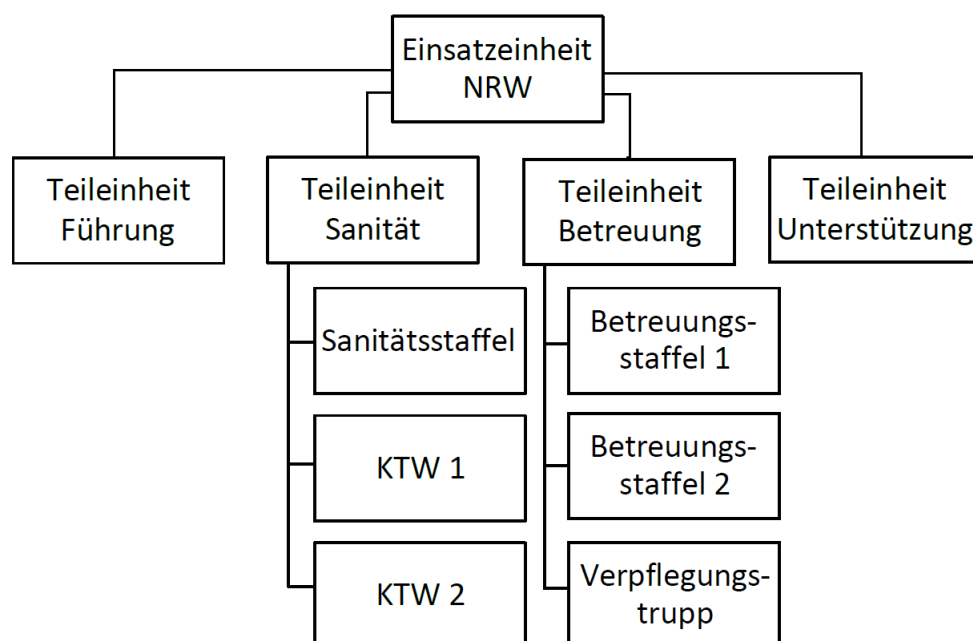 Einsatzeinheit
NRW
Teileinheit
Führung
Teileinheit
Sanität
Teileinheit
Betreuung
Teileinheit
Unterstützung
Sanitätsstaffel
KTW 1
KTW 2
Betreuungs-
staffel 1
Betreuungs-
staffel 2
Verpflegungs-
trupp